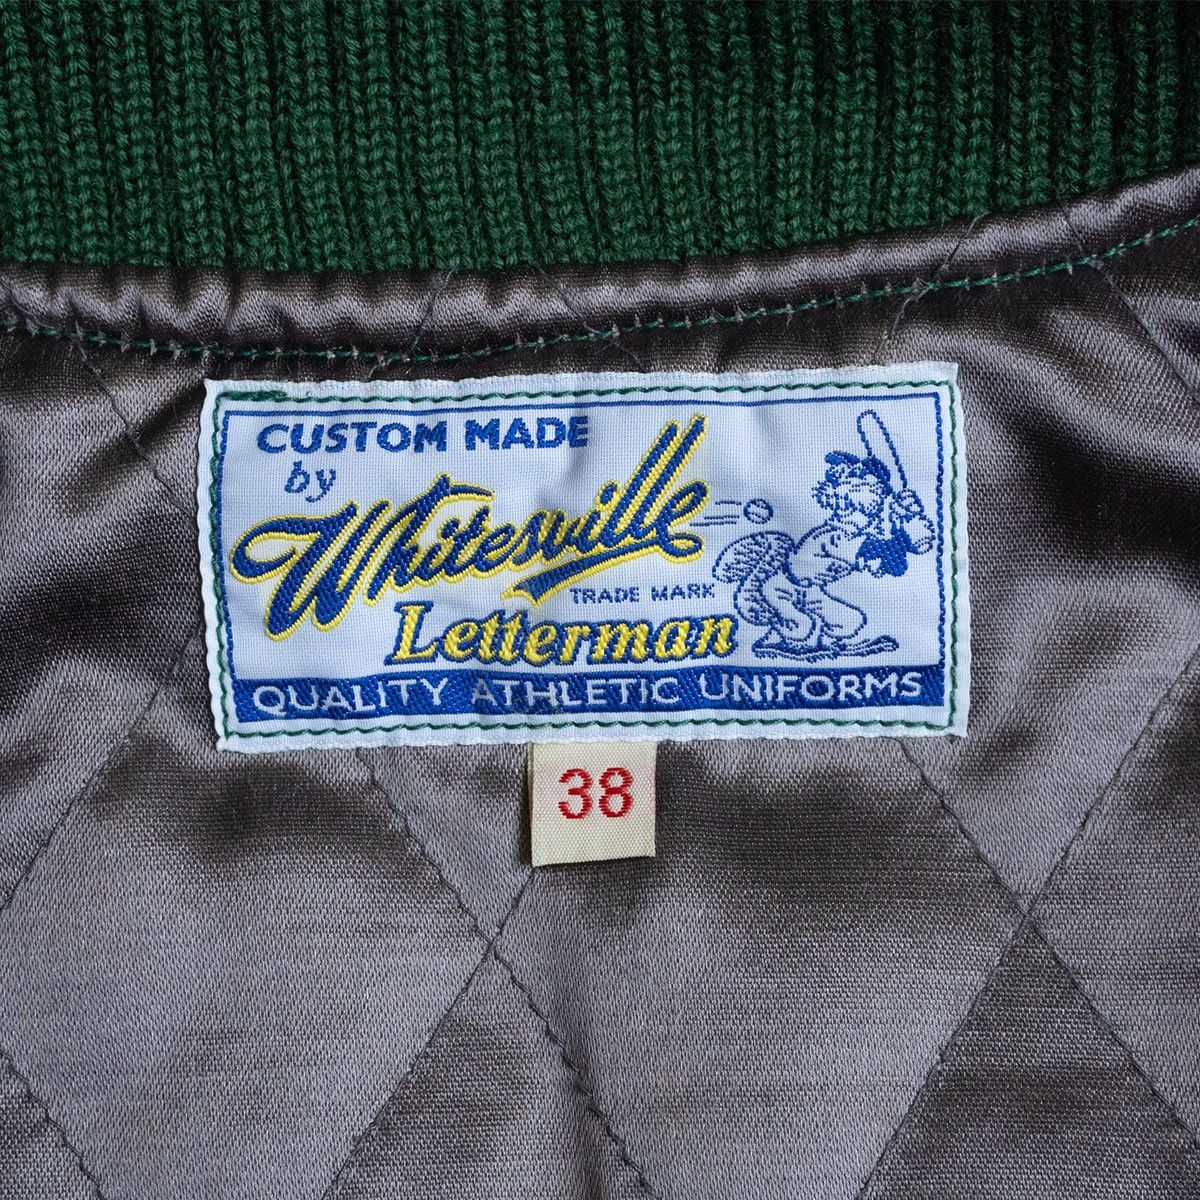 CUSTOM MADE
by
Whitesville
TRADE MARK
Letterman
QUALITY ATHLETIC UNIFORMS
38